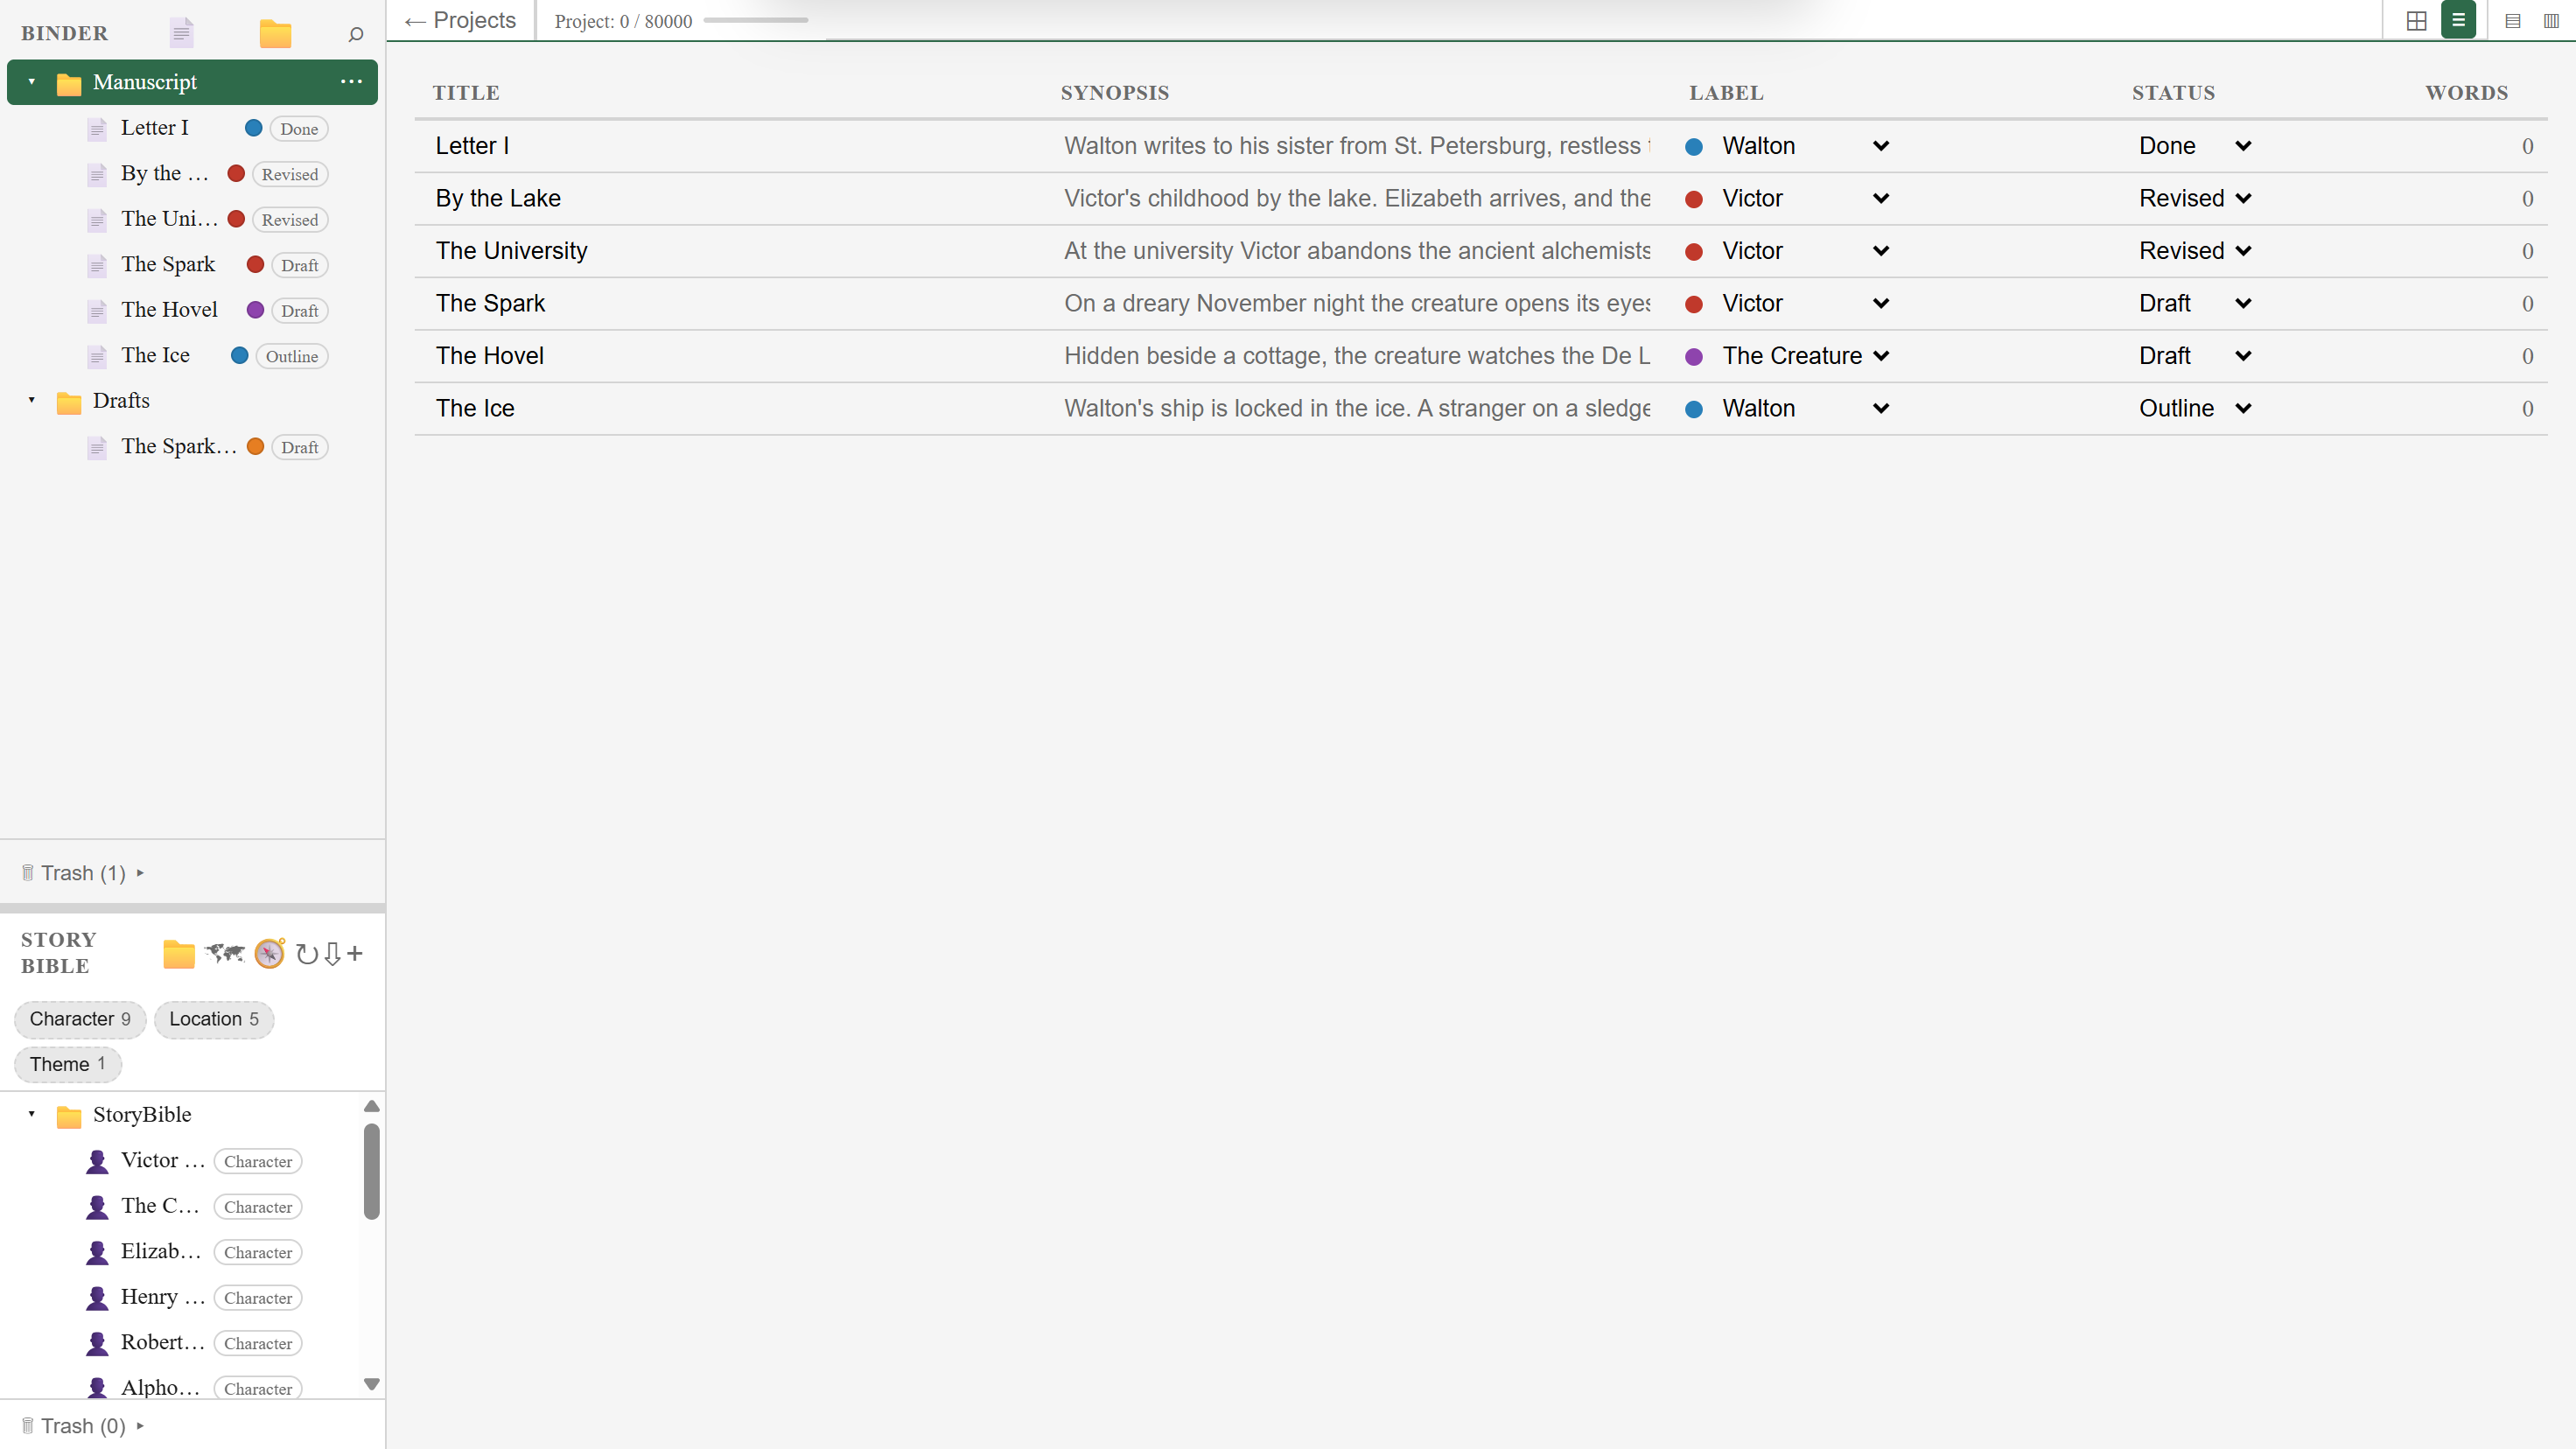 BINDER
Manuscript ...
Letter I Done
By the ... Revised
The Uni... Revised
The Spark Draft
The Hovel Draft
The Ice Outline
Drafts
The Spark... Draft
Trash (1)
STORY
BIBLE
Character 9 Location 5
Theme 1
StoryBible
Victor ... Character
The C... Character
Elizab... Character
Henry ... Character
Robert... Character
Alpho... Character
Trash (0)
← Projects Project: 0 / 80000
TITLE SYNOPSIS LABEL STATUS WORDS
Letter I Walton writes to his sister from St. Petersburg, restless Walton Done 0
By the Lake Victor's childhood by the lake. Elizabeth arrives, and the Victor Revised 0
The University At the university Victor abandons the ancient alchemists Victor Revised 0
The Spark On a dreary November night the creature opens its eyes Victor Draft 0
The Hovel Hidden beside a cottage, the creature watches the De L The Creature Draft 0
The Ice Walton's ship is locked in the ice. A stranger on a sledge Walton Outline 0